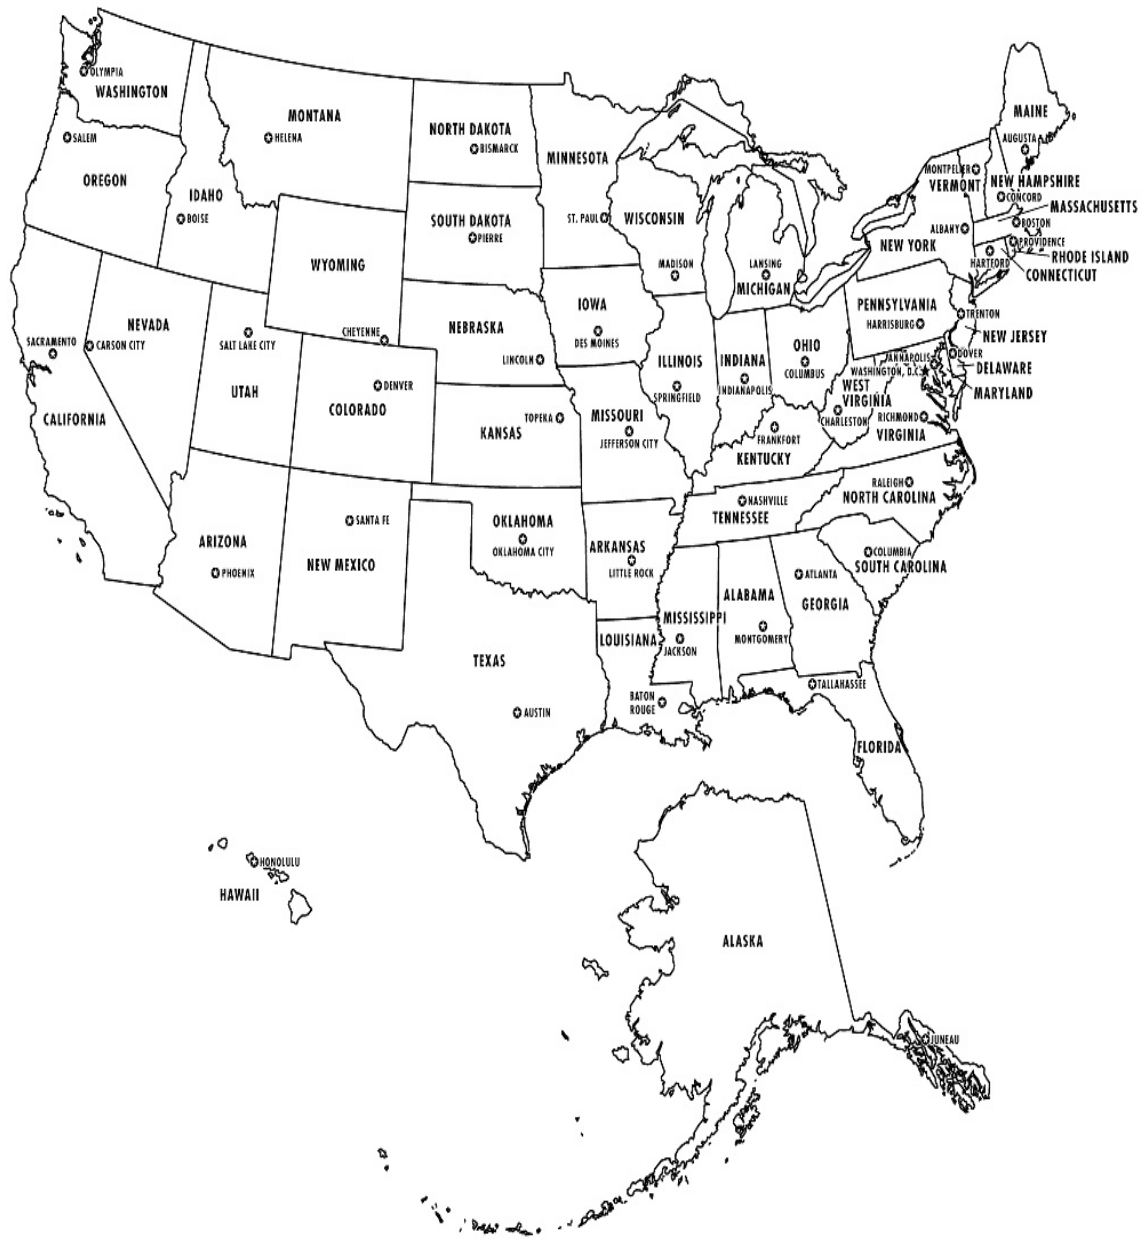 OLYMPIA
WASHINGTON
SALEM
OREGON
IDAHO
BOISE
MONTANA
HELENA
NORTH DAKOTA
BISMARCK
SOUTH DAKOTA
PIERRE
MINNESOTA
ST. PAUL
WISCONSIN
MADISON
LANSING
MICHIGAN
MAINE
AUGUSTA
MONTPELIER
VERMONT
NEW HAMPSHIRE
CONCORD
MASSACHUSETTS
BOSTON
ALBANY
NEW YORK
PROVIDENCE
RHODE ISLAND
HARTFORD
CONNECTICUT
WYOMING
CHEYENNE
NEBRASKA
LINCOLN
IOWA
DES MOINES
PENNSYLVANIA
HARRISBURG
TRENTON
NEW JERSEY
DOVER
DELAWARE
ANNAPOLIS
WASHINGTON, D.C.
MARYLAND
SACRAMENTO
CALIFORNIA
NEVADA
CARSON CITY
SALT LAKE CITY
UTAH
DENVER
COLORADO
TOPEKA
KANSAS
MISSOURI
JEFFERSON CITY
ILLINOIS
SPRINGFIELD
INDIANA
INDIANAPOLIS
OHIO
COLUMBUS
WEST
VIRGINIA
CHARLESTON
RICHMOND
VIRGINIA
FRANKFORT
KENTUCKY
RALEIGH
NORTH CAROLINA
NASHVILLE
TENNESSEE
ARIZONA
PHOENIX
SANTA FE
NEW MEXICO
OKLAHOMA
OKLAHOMA CITY
ARKANSAS
LITTLE ROCK
COLUMBIA
SOUTH CAROLINA
ATLANTA
GEORGIA
ALABAMA
MONTGOMERY
MISSISSIPPI
JACKSON
LOUISIANA
BATON
ROUGE
TEXAS
AUSTIN
TALLAHASSEE
FLORIDA
HONOLULU
HAWAII
ALASKA
JUNEAU